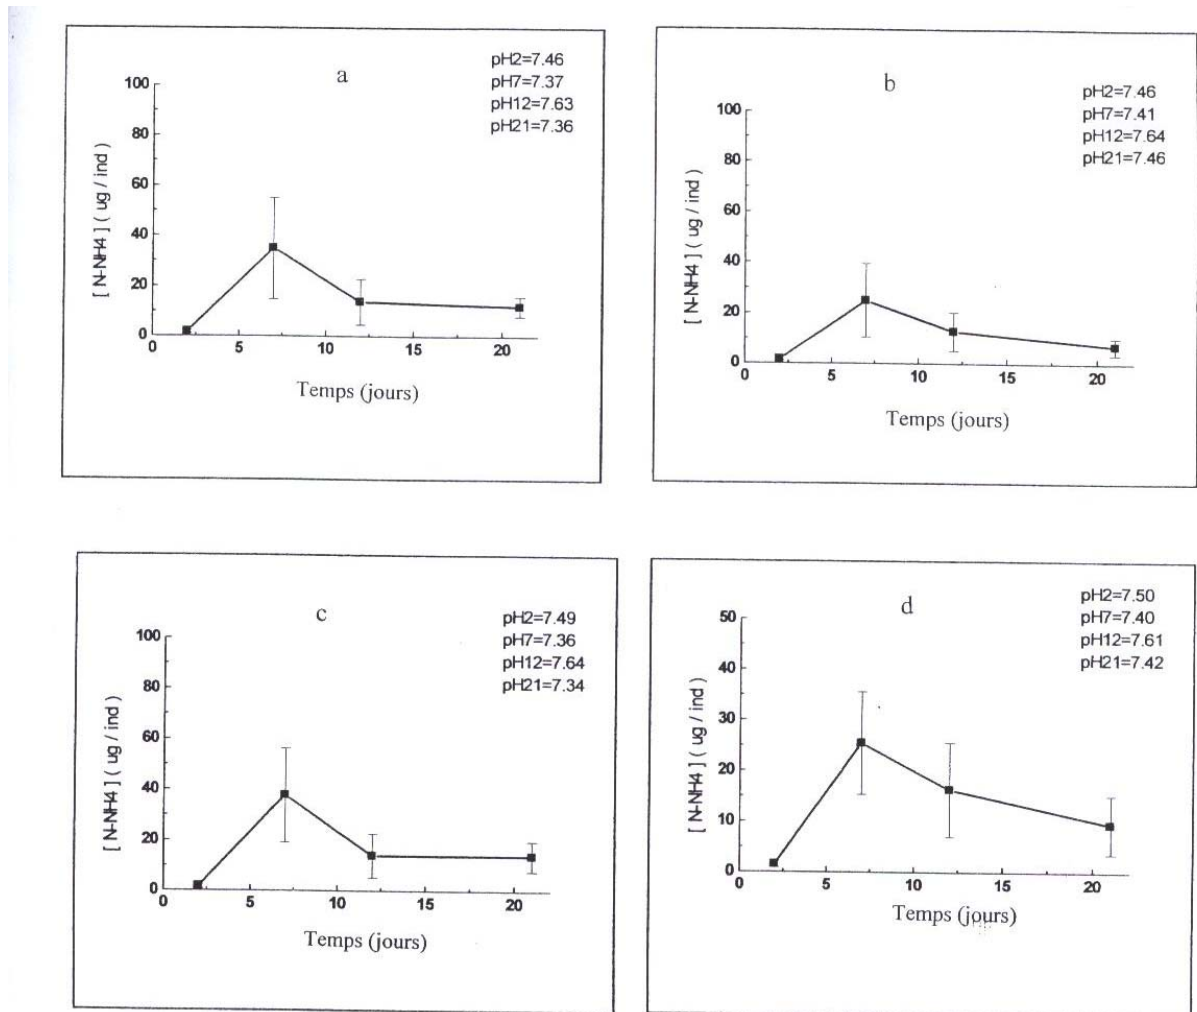 a
pH2=7.46
pH7=7.37
pH12=7.63
pH21=7.36
[ N-NH4] ( ug / ind )
100
80
60
40
20
0
0 5 10 15 20
Temps (jours)
b
pH2=7.46
pH7=7.41
pH12=7.64
pH21=7.46
[ N-NH4] ( ug / ind )
100
80
60
40
20
0
0 5 10 15 20
Temps (jours)
c
pH2=7.49
pH7=7.36
pH12=7.64
pH21=7.34
[ N-NH4] ( ug / ind )
100
80
60
40
20
0
0 5 10 15 20
Temps (jours)
d
pH2=7.50
pH7=7.40
pH12=7.61
pH21=7.42
[ N-NH4] ( ug / ind )
50
40
30
20
10
0
0 5 10 15 20
Temps (jours)